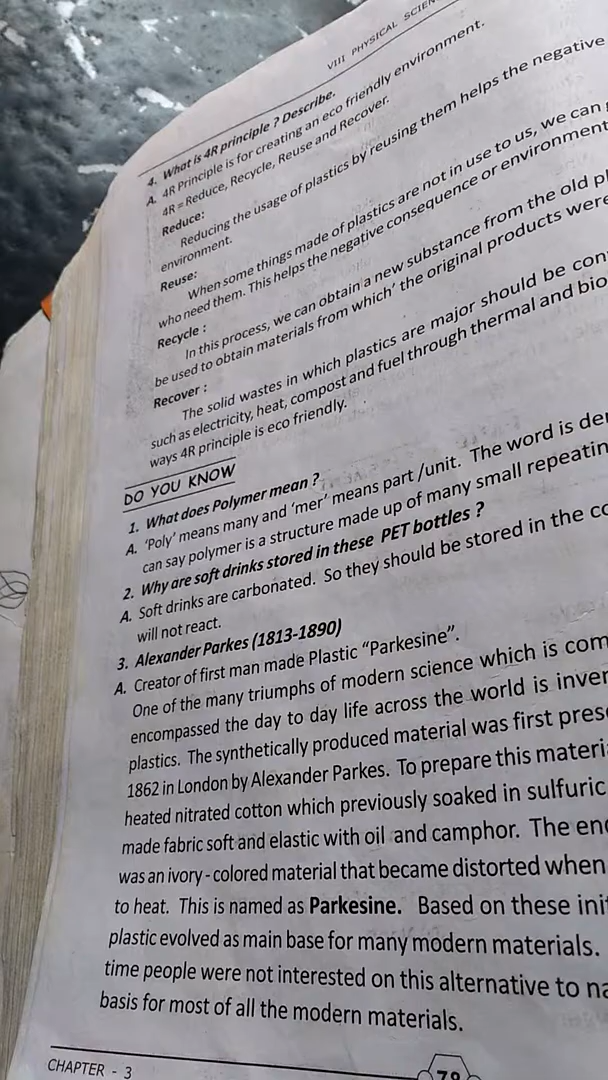 VIII PHYSICAL SCIEN
4. What is 4R principle ? Describe.
A. 4R Principle is for creating an eco friendly environment.
4R = Reduce, Recycle, Reuse and Recover.
Reduce:
Reducing the usage of plastics by reusing them helps the negative
environment.
Reuse:
When some things made of plastics are not in use to us, we can
who need them. This helps the negative consequence or environment
Recycle :
In this process, we can obtain a new substance from the old pl
be used to obtain materials from which' the original products were
Recover :
The solid wastes in which plastics are major should be con
such as electricity, heat, compost and fuel through thermal and bio
ways 4R principle is eco friendly.
DO YOU KNOW
1. What does Polymer mean ?
A. 'Poly' means many and 'mer' means part /unit. The word is der
can say polymer is a structure made up of many small repeatin
2. Why are soft drinks stored in these PET bottles ?
A. Soft drinks are carbonated. So they should be stored in the co
will not react.
3. Alexander Parkes (1813-1890)
A. Creator of first man made Plastic "Parkesine".
One of the many triumphs of modern science which is com
encompassed the day to day life across the world is inver
plastics. The synthetically produced material was first pres
1862 in London by Alexander Parkes. To prepare this materi
heated nitrated cotton which previously soaked in sulfuric
made fabric soft and elastic with oil and camphor. The en
was an ivory - colored material that became distorted when
to heat. This is named as Parkesine. Based on these ini
plastic evolved as main base for many modern materials.
time people were not interested on this alternative to na
basis for most of all the modern materials.
CHAPTER - 3
79